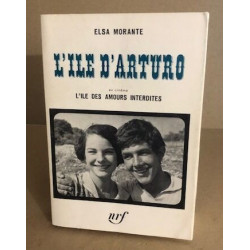 ELSA MORANTE
L'ILE D'ARTURO
au cinéma
L'ILE DES AMOURS INTERDITES
nrf